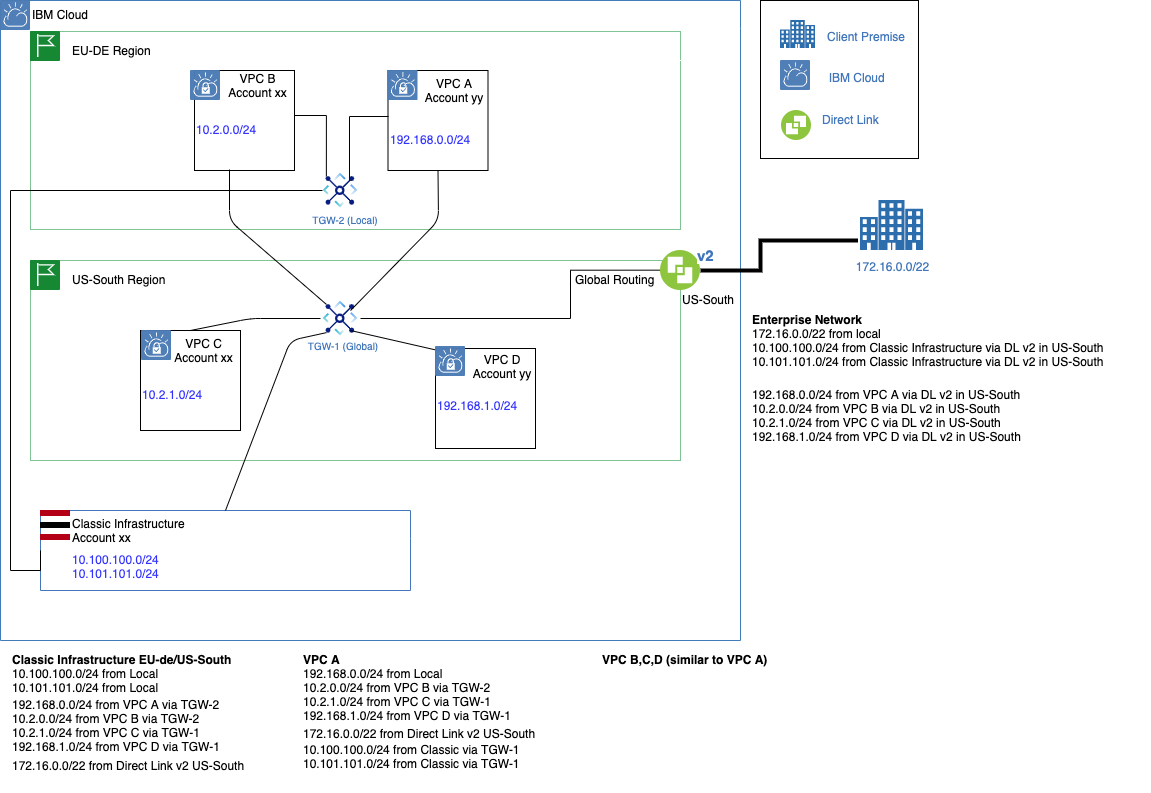 IBM Cloud
EU-DE Region
VPC B
Account xx
10.2.0.0/24
VPC A
Account yy
192.168.0.0/24
TGW-2 (Local)
Client Premise
IBM Cloud
Direct Link
US-South Region
Global Routing
v2
US-South
172.16.0.0/22
TGW-1 (Global)
VPC C
Account xx
10.2.1.0/24
VPC D
Account yy
192.168.1.0/24
Enterprise Network
172.16.0.0/22 from local
10.100.100.0/24 from Classic Infrastructure via DL v2 in US-South
10.101.101.0/24 from Classic Infrastructure via DL v2 in US-South
192.168.0.0/24 from VPC A via DL v2 in US-South
10.2.0.0/24 from VPC B via DL v2 in US-South
10.2.1.0/24 from VPC C via DL v2 in US-South
192.168.1.0/24 from VPC D via DL v2 in US-South
Classic Infrastructure
Account xx
10.100.100.0/24
10.101.101.0/24
Classic Infrastructure EU-de/US-South
10.100.100.0/24 from Local
10.101.101.0/24 from Local
192.168.0.0/24 from VPC A via TGW-2
10.2.0.0/24 from VPC B via TGW-2
10.2.1.0/24 from VPC C via TGW-1
192.168.1.0/24 from VPC D via TGW-1
172.16.0.0/22 from Direct Link v2 US-South
VPC A
192.168.0.0/24 from Local
10.2.0.0/24 from VPC B via TGW-2
10.2.1.0/24 from VPC C via TGW-1
192.168.1.0/24 from VPC D via TGW-1
172.16.0.0/22 from Direct Link v2 US-South
10.100.100.0/24 from Classic via TGW-1
10.101.101.0/24 from Classic via TGW-1
VPC B,C,D (similar to VPC A)